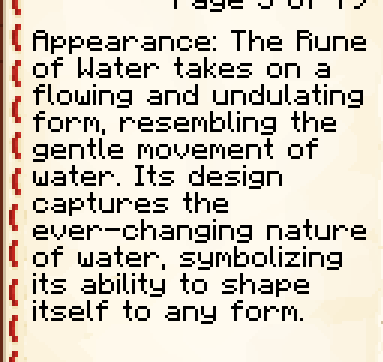 Page 5 of 19
Appearance: The Rune
of Water takes on a
flowing and undulating
form, resembling the
gentle movement of
water. Its design
captures the
ever-changing nature
of water, symbolizing
its ability to shape
itself to any form.